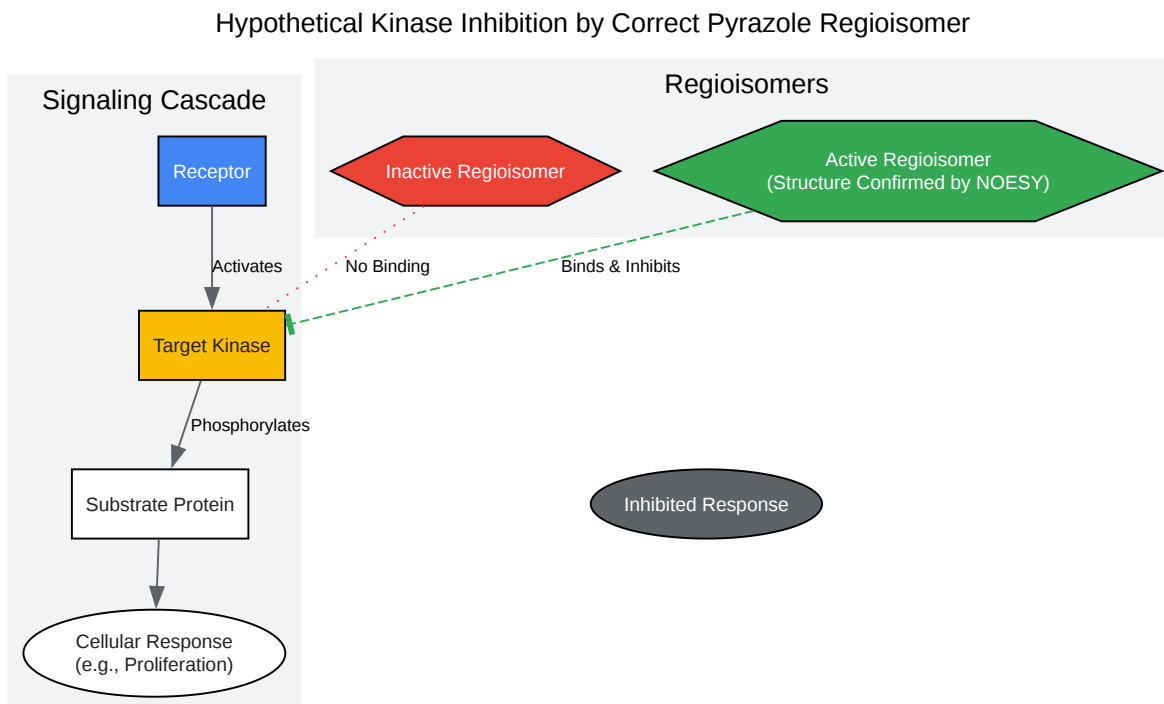 Hypothetical Kinase Inhibition by Correct Pyrazole Regioisomer
Signaling Cascade
Regioisomers
Receptor
Inactive Regioisomer
Active Regioisomer
(Structure Confirmed by NOESY)
Activates
No Binding
Binds & Inhibits
Target Kinase
Phosphorylates
Substrate Protein
Inhibited Response
Cellular Response
(e.g., Proliferation)